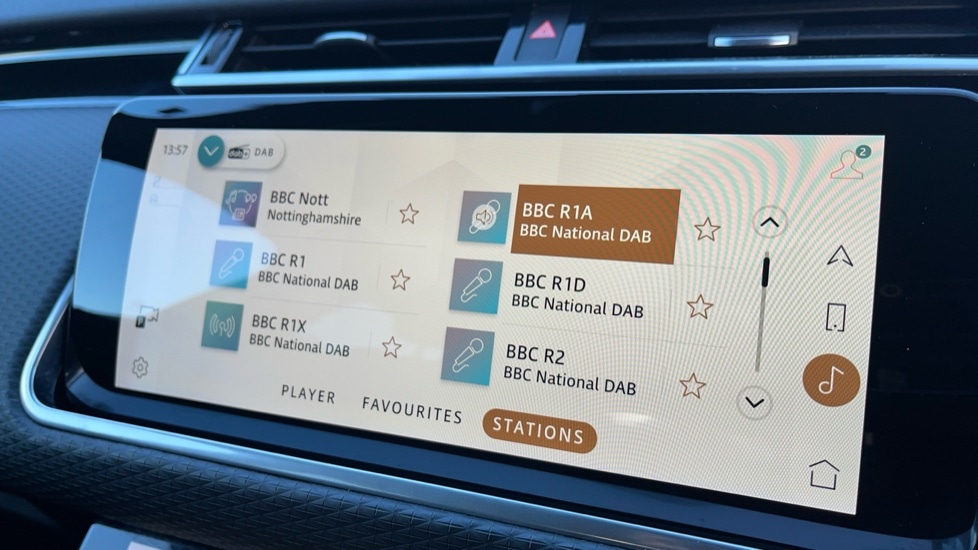 13:57
DAB
2
BBC Nott
Nottinghamshire
BBC R1A
BBC National DAB
BBC R1
BBC National DAB
BBC R1D
BBC National DAB
BBC R1X
BBC National DAB
BBC R2
BBC National DAB
PLAYER
FAVOURITES
STATIONS